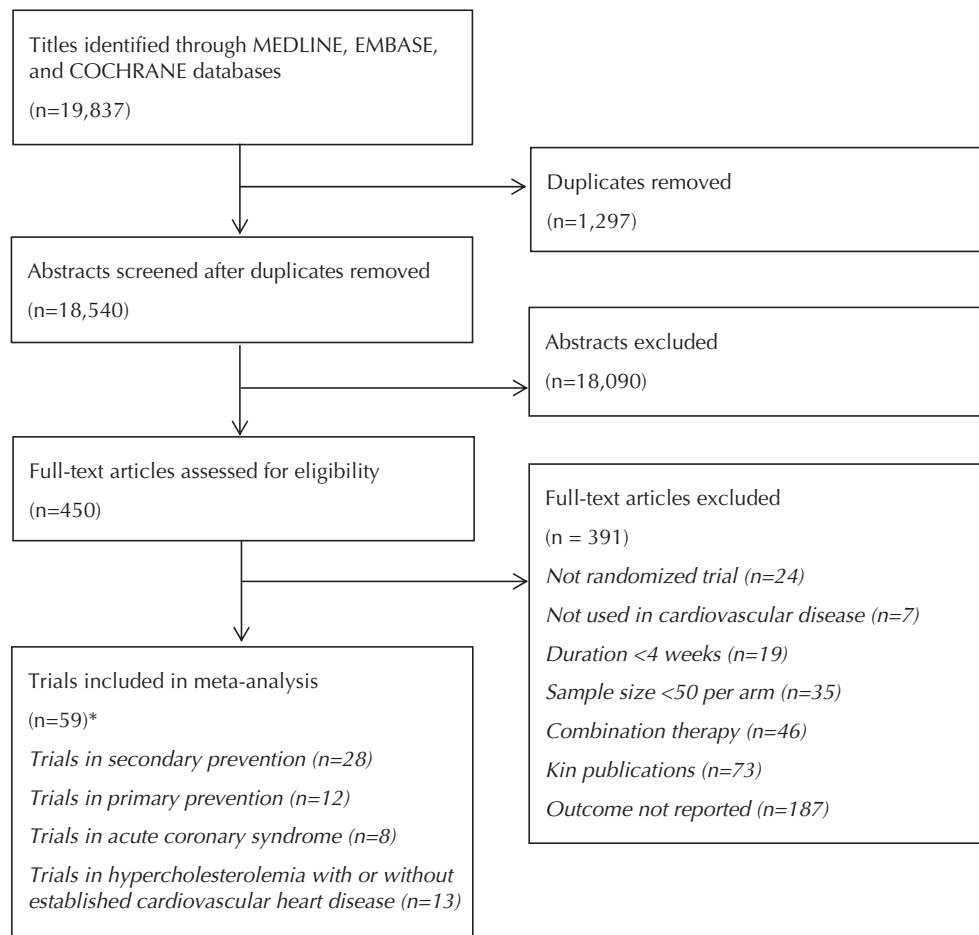 Titles identified through MEDLINE, EMBASE,
and COCHRANE databases
(n=19,837)
Duplicates removed
(n=1,297)
Abstracts screened after duplicates removed
(n=18,540)
Abstracts excluded
(n=18,090)
Full-text articles assessed for eligibility
(n=450)
Full-text articles excluded
(n = 391)
Not randomized trial (n=24)
Not used in cardiovascular disease (n=7)
Duration <4 weeks (n=19)
Sample size <50 per arm (n=35)
Combination therapy (n=46)
Kin publications (n=73)
Outcome not reported (n=187)
Trials included in meta-analysis
(n=59)*
Trials in secondary prevention (n=28)
Trials in primary prevention (n=12)
Trials in acute coronary syndrome (n=8)
Trials in hypercholesterolemia with or without
established cardiovascular heart disease (n=13)